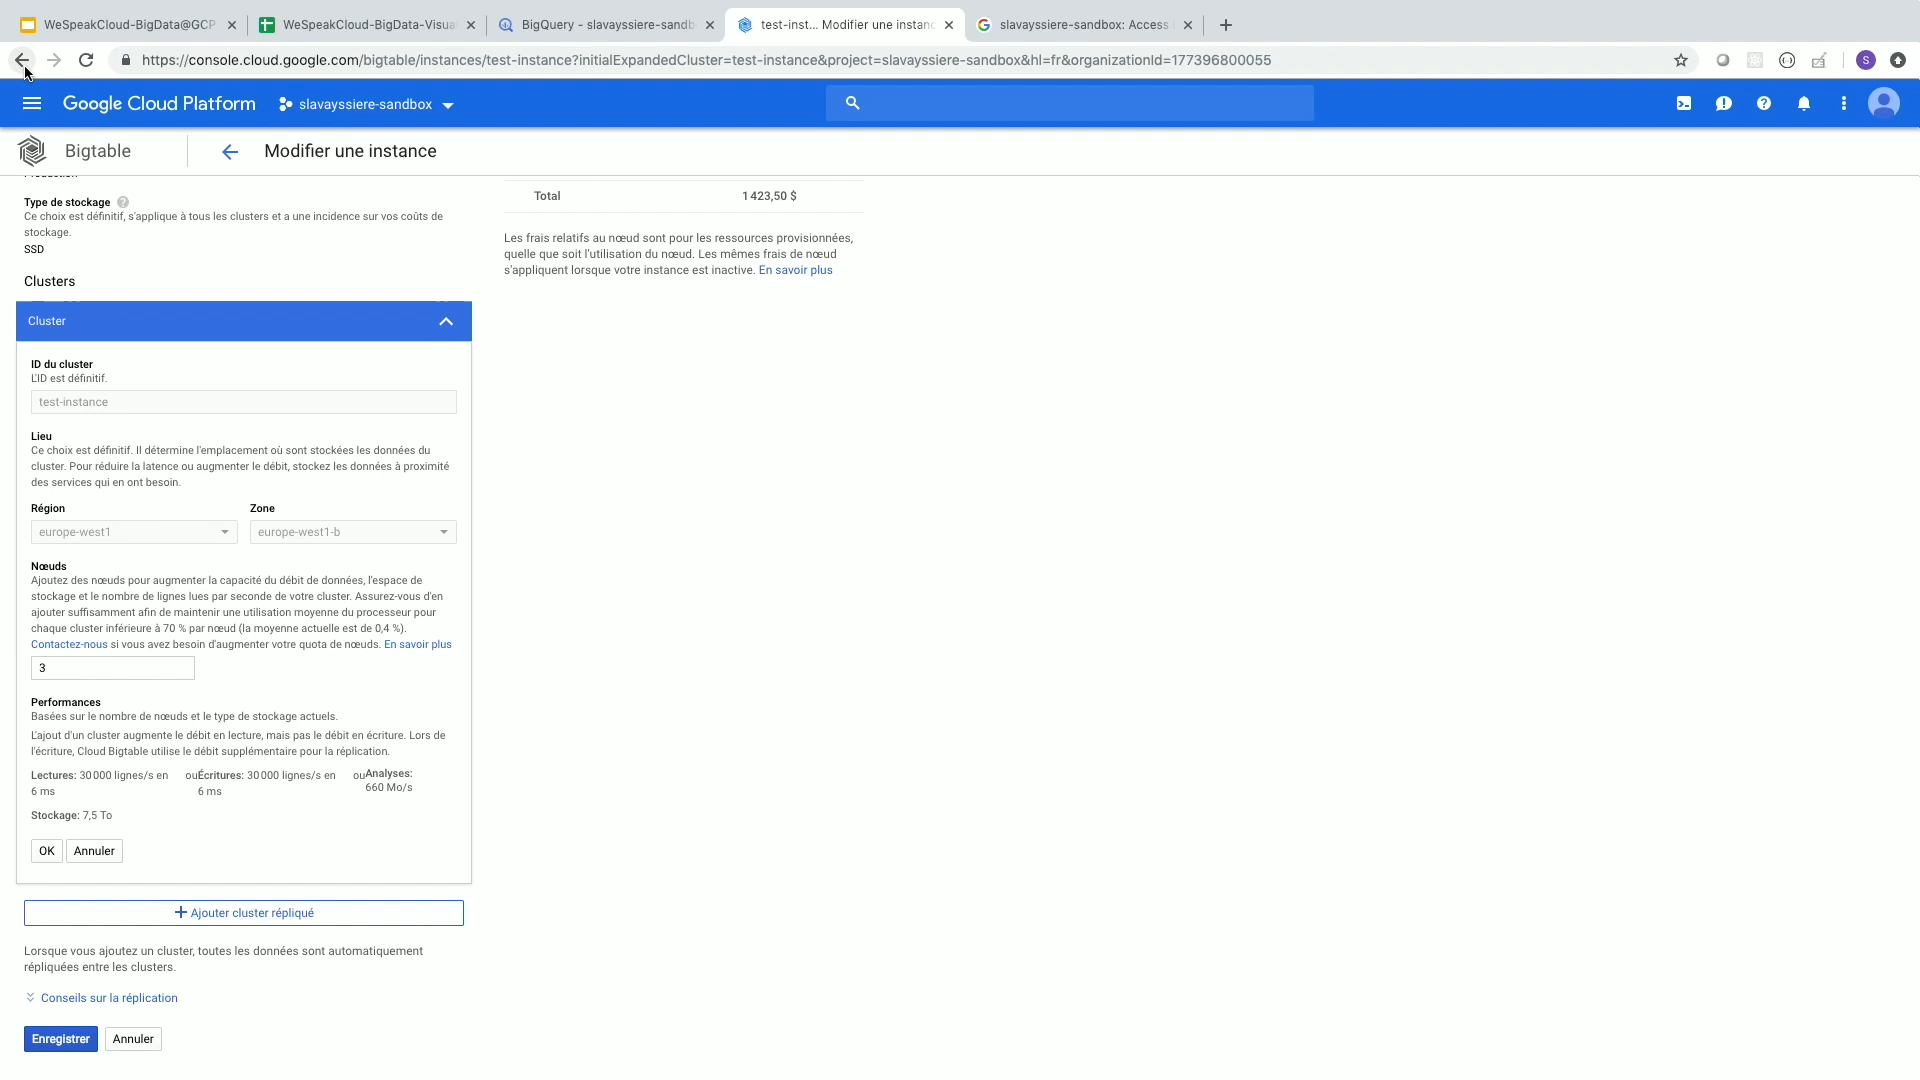 WeSpeakCloud-BigData@GCP
WeSpeakCloud-BigData-Visua
BigQuery - slavayssiere-sandb
test-inst... Modifier une instanc
slavayssiere-sandbox: Access
https://console.cloud.google.com/bigtable/instances/test-instance?initialExpandedCluster=test-instance&project=slavayssiere-sandbox&hl=fr&organizationId=177396800055
S
Google Cloud Platform
slavayssiere-sandbox
Bigtable
Modifier une instance
Production
Type de stockage
Ce choix est définitif, s'applique à tous les clusters et a une incidence sur vos coûts de
stockage.
SSD
Total 1 423,50 $
Les frais relatifs au nœud sont pour les ressources provisionnées,
quelle que soit l'utilisation du nœud. Les mêmes frais de nœud
s'appliquent lorsque votre instance est inactive. En savoir plus
Clusters
Cluster
ID du cluster
L'ID est définitif.
test-instance
Lieu
Ce choix est définitif. Il détermine l'emplacement où sont stockées les données du
cluster. Pour réduire la latence ou augmenter le débit, stockez les données à proximité
des services qui en ont besoin.
Région Zone
europe-west1 europe-west1-b
Nœuds
Ajoutez des nœuds pour augmenter la capacité du débit de données, l'espace de
stockage et le nombre de lignes lues par seconde de votre cluster. Assurez-vous d'en
ajouter suffisamment afin de maintenir une utilisation moyenne du processeur pour
chaque cluster inférieure à 70 % par nœud (la moyenne actuelle est de 0,4 %).
Contactez-nous si vous avez besoin d'augmenter votre quota de nœuds. En savoir plus
3
Performances
Basées sur le nombre de nœuds et le type de stockage actuels.
L'ajout d'un cluster augmente le débit en lecture, mais pas le débit en écriture. Lors de
l'écriture, Cloud Bigtable utilise le débit supplémentaire pour la réplication.
Lectures: 30 000 lignes/s en ouÉcritures: 30 000 lignes/s en ouAnalyses:
6 ms 6 ms 660 Mo/s
Stockage: 7,5 To
OK Annuler
Ajouter cluster répliqué
Lorsque vous ajoutez un cluster, toutes les données sont automatiquement
répliquées entre les clusters.
Conseils sur la réplication
Enregistrer Annuler